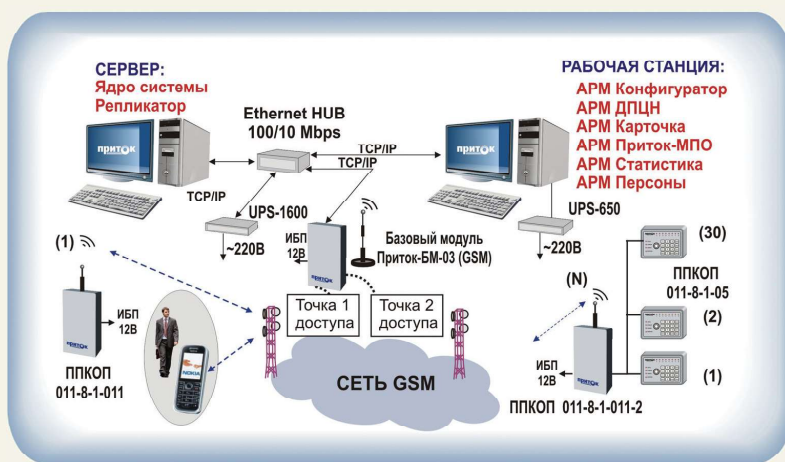 СЕРВЕР:
Ядро системы
Репликатор
Ethernet HUB
100/10 Mbps
РАБОЧАЯ СТАНЦИЯ:
АРМ Конфигуратор
АРМ ДПЦН
АРМ Карточка
АРМ Приток-МПО
АРМ Статистика
АРМ Персоны
ПРИТОК
ПРИТОК
TCP/IP
TCP/IP
TCP/IP
UPS-1600
~220В
UPS-650
~220В
ИБП
12В
ПРИТОК
Базовый модуль
Приток-БМ-03 (GSM)
(1)
ПРИТОК
ИБП
12В
ППКОП
011-8-1-011
NOKIA
Точка 1
доступа
Точка 2
доступа
СЕТЬ GSM
(N)
ПРИТОК
ИБП
12В
ППКОП 011-8-1-011-2
(30)
ППКОП
011-8-1-05
(2)
(1)